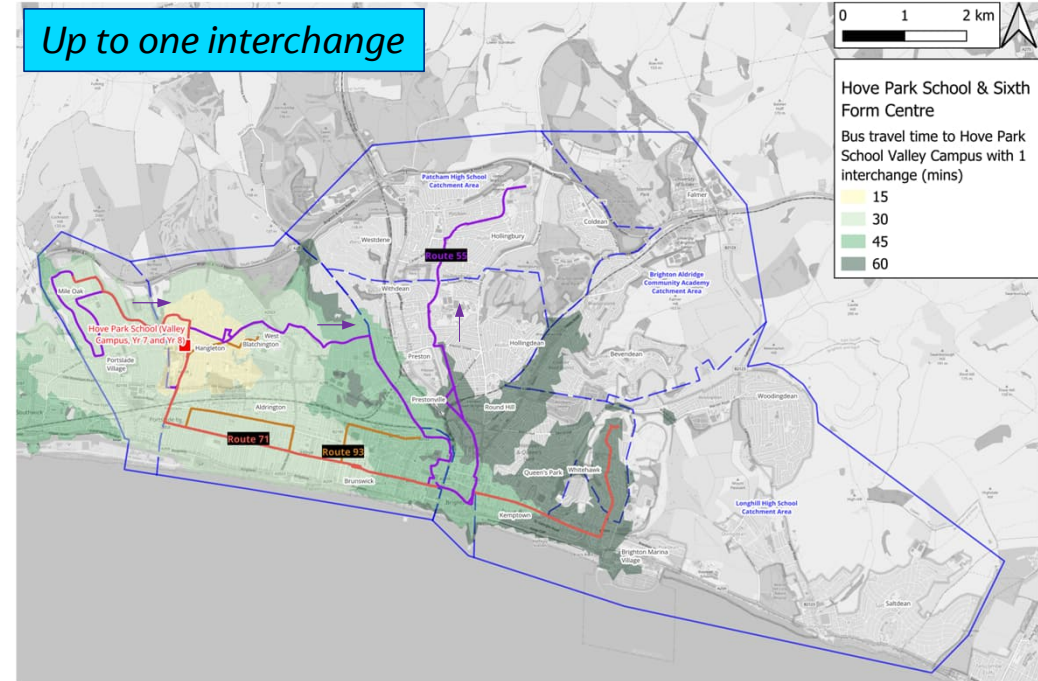 Up to one interchange
0 1 2 km
Hove Park School & Sixth
Form Centre
Bus travel time to Hove Park
School Valley Campus with 1
interchange (mins)
15
30
45
60
Patcham High School
Catchment Area
Falmer
Coldean
Westdene
Hollingbury
Route 55
Withdean
Brighton Aldridge
Community Academy
Catchment Area
Mile Oak
Hove Park School (Valley
Campus, Yr 7 and Yr 8)
Hangleton
West
Blatchington
Hollingdean
Preston
Bevendean
Portslade
Village
Prestonville
Round Hill
Woodingdean
Aldrington
Route 71
Route 93
Brunswick
Queen's Park
Whitehawk
Kemptown
Longhill High School
Catchment Area
Brighton Marina
Village
Saltdean